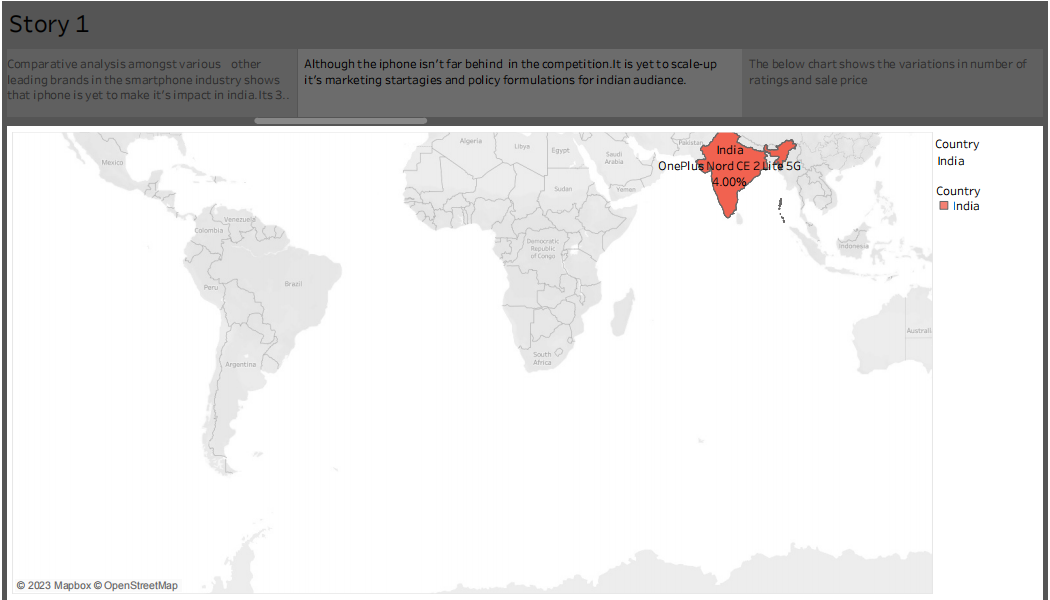 Story 1
Comparative analysis amongst various other
leading brands in the smartphone industry shows
that iphone is yet to make it's impact in india.Its 3..
Although the iphone isn't far behind in the competition.It is yet to scale-up
it's marketing startagies and policy formulations for indian audiance.
The below chart shows the variations in number of
ratings and sale price
Country
India
Country
India
India
OnePlus Nord CE 2 Lite 5G
4.00%
Mexico
Venezuela
Colombia
Peru
Brazil
Argentina
Algeria
Libya
Egypt
Saudi
Arabia
Pakistan
Sudan
Yemen
Democratic
Republic
of Congo
South
Africa
Indonesia
Australi
© 2023 Mapbox © OpenStreetMap